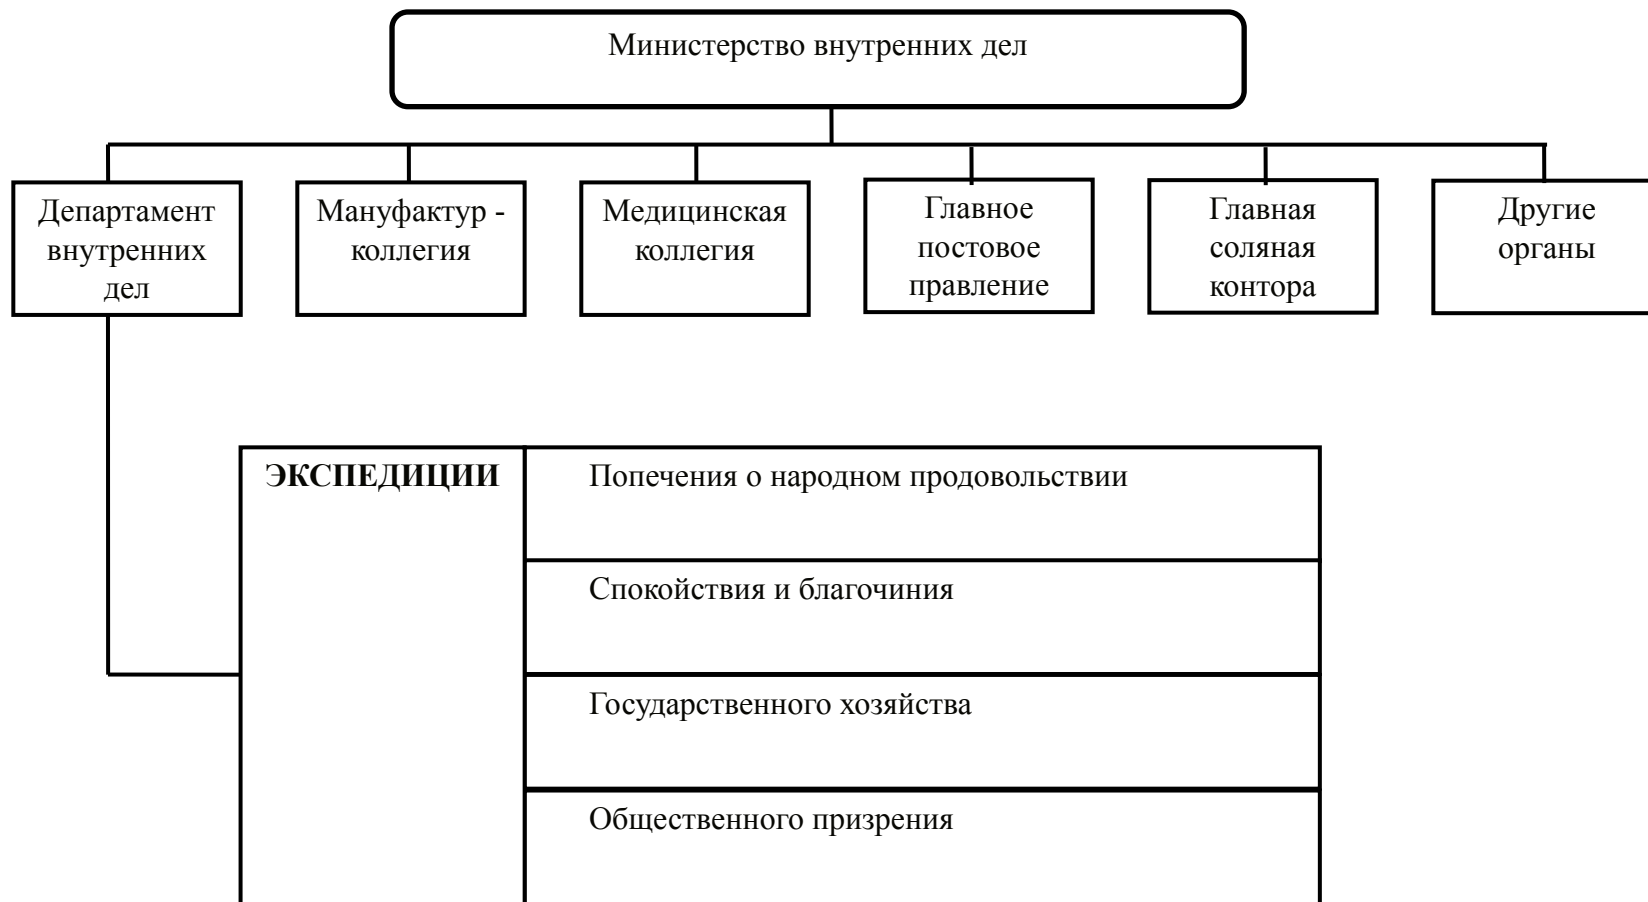 Министерство внутренних дел
Департамент
внутренних
дел
Мануфактур -
коллегия
Медицинская
коллегия
Главное
постовое
правление
Главная
соляная
контора
Другие
органы
ЭКСПЕДИЦИИ
Попечения о народном продовольствии
Спокойствия и благочиния
Государственного хозяйства
Общественного призрения